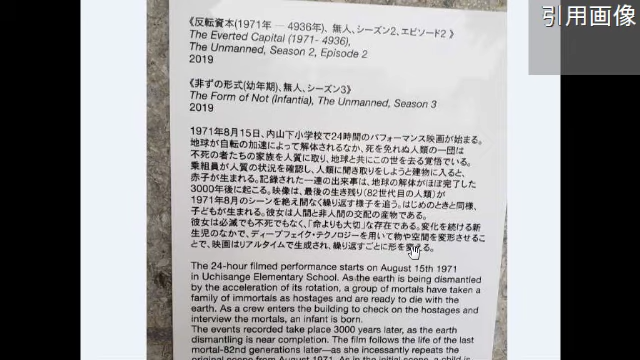 引用画像
《反転資本(1971年 ― 4936年)、無人、シーズン2、エピソード2 》
The Everted Capital (1971- 4936),
The Unmanned, Season 2, Episode 2
2019
《非ずの形式(幼年期)、無人、シーズン3》
The Form of Not (Infantia), The Unmanned, Season 3
2019
1971年8月15日、内山下小学校で24時間のパフォーマンス映画が始まる。
地球が自転の加速によって解体されるなか、死を免れぬ人類の一団は
不死の者たちの家族を人質に取り、地球と共にこの世を去る覚悟でいる。
乗組員が人質の状況を確認し、人類に聞き取りをしようと建物に入ると、
赤子が生まれる。記録された一連の出来事は、地球の解体がほぼ完了した
3000年後に起こる。映像は、最後の生き残り(82世代目の人類)が
1971年8月のシーンを絶え間なく繰り返す様子を追う。はじめのときと同様、
子どもが生まれる。彼女は人間と非人間の交配の産物である。
彼女は必滅でも不死でもなく、「命よりも大切」な存在である。変化を続ける新
生児のなかで、ディープフェイク・テクノロジーを用いて物や空間を変形させるこ
とで、映画はリアルタイムで生成され、繰り返すごとに形を変える。
The 24-hour filmed performance starts on August 15th 1971
in Uchisange Elementary School. As the earth is being dismantled
by the acceleration of its rotation, a group of mortals have taken a
family of immortals as hostages and are ready to die with the
earth. As a crew enters the building to check on the hostages and
interview the mortals, an infant is born.
The events recorded take place 3000 years later, as the earth
dismantling is near completion. The film follows the life of the last
mortal-82nd generations later—as she incessantly repeats the
original scene from August 1971. As in the initial scene, a child is